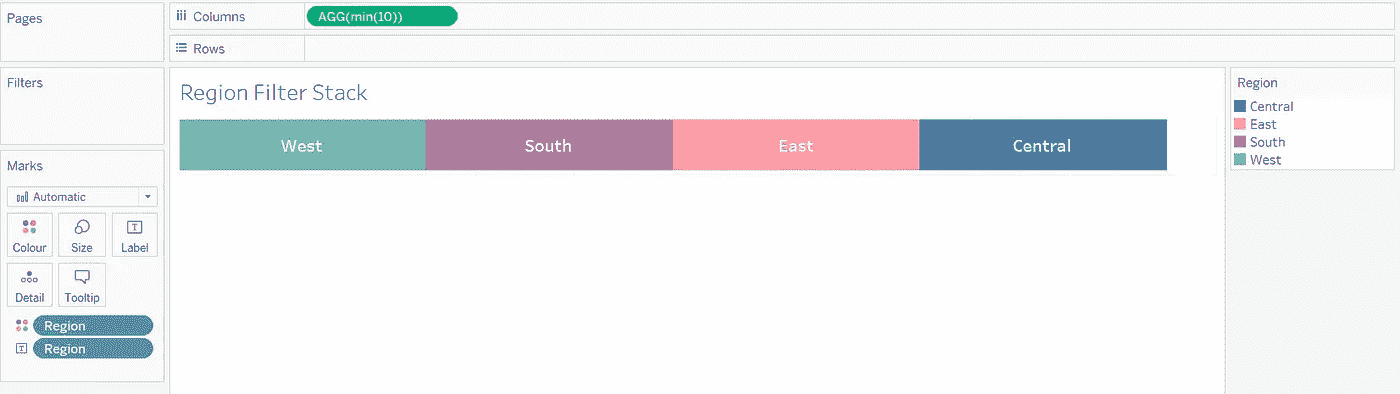 Pages
Columns
AGG(min(10))
Rows
Filters
Region Filter Stack
West
South
East
Central
Marks
Automatic
Colour
Size
T
Label
Detail
Tooltip
Region
T
Region
Region
Central
East
South
West